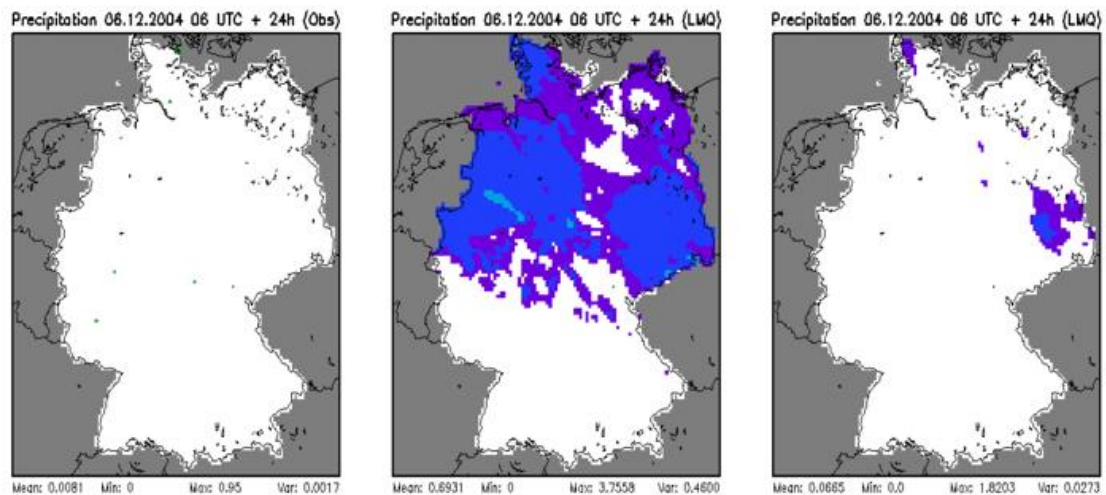 Precipitation 06.12.2004 06 UTC + 24h (Obs)
Precipitation 06.12.2004 06 UTC + 24h (LMQ)
Precipitation 06.12.2004 06 UTC + 24h (LMQ)
Mean: 0.0081 Min: 0 Max: 0.95 Var: 0.0017
Mean: 0.6931 Min: 0 Max: 3.7558 Var: 0.4600
Mean: 0.0665 Min: 0.0 Max: 1.8203 Var: 0.0273